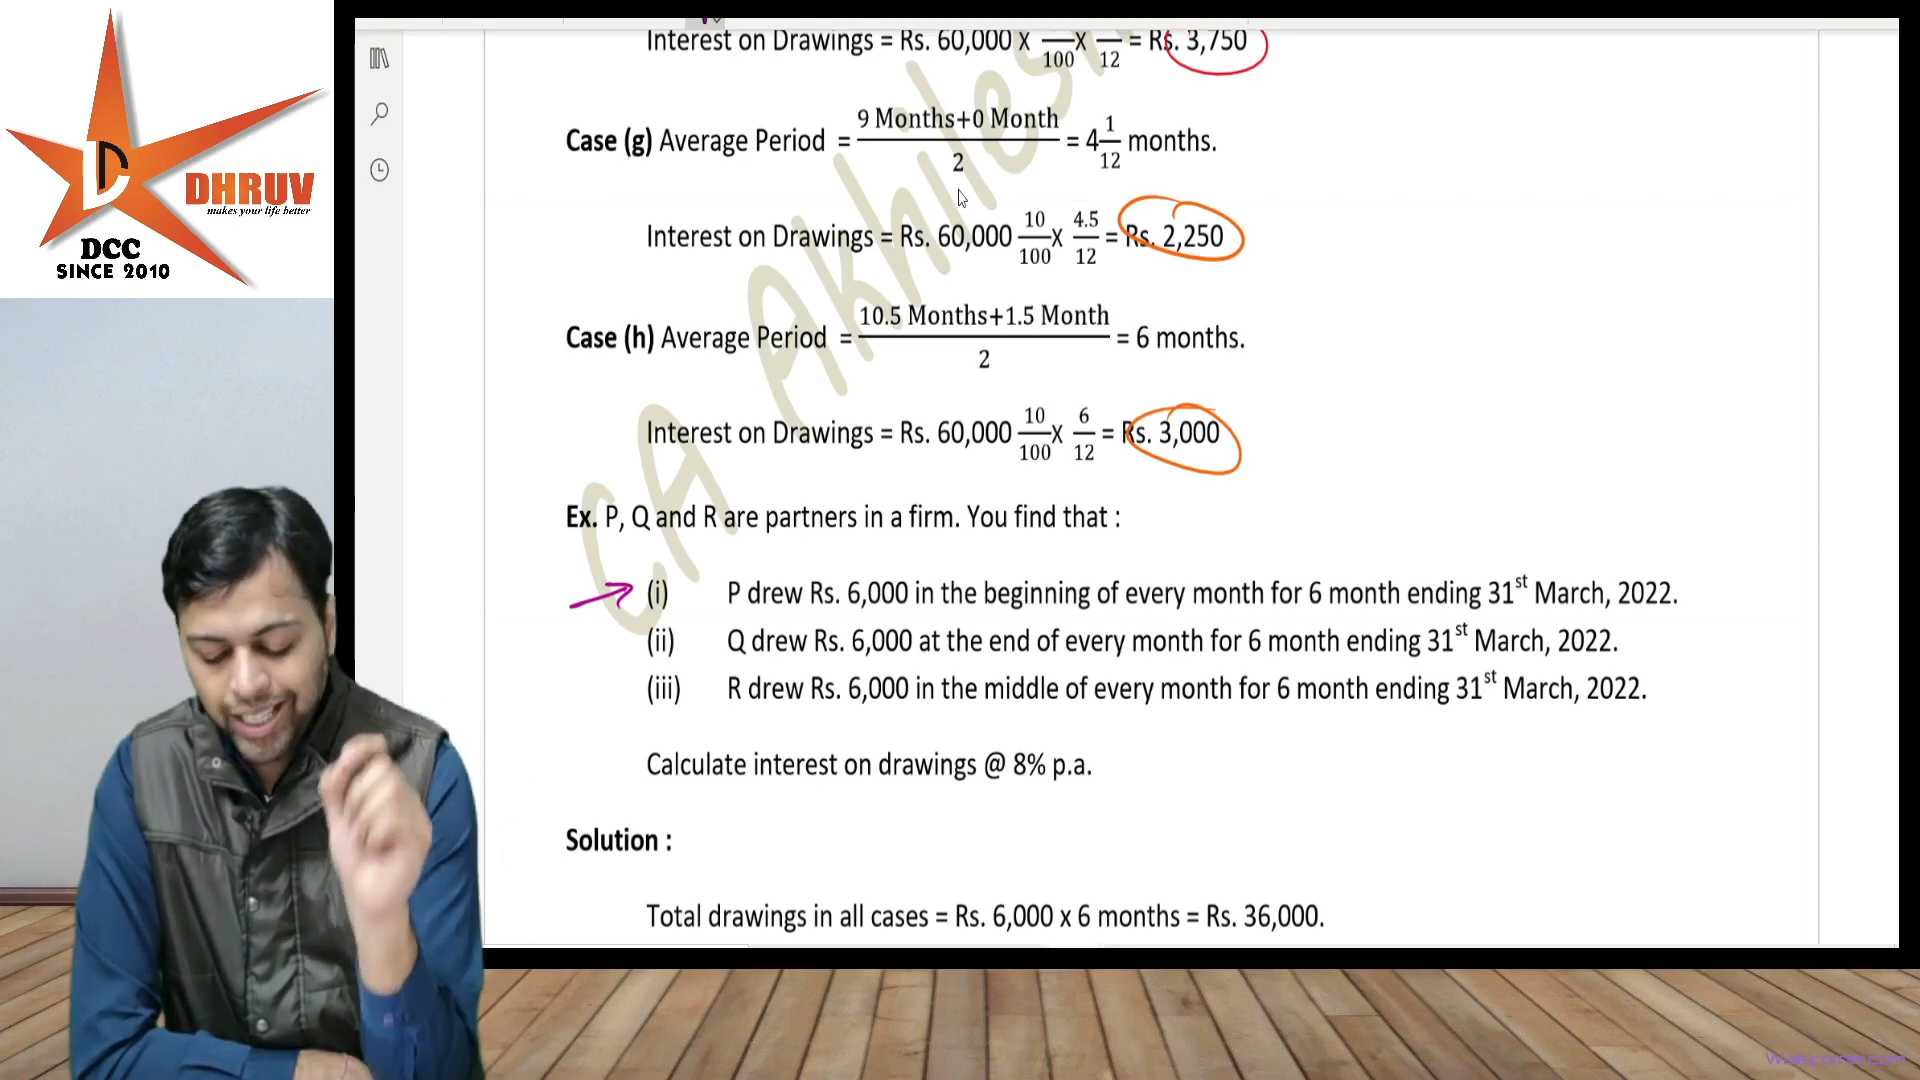 Interest on Drawings = Rs. 60,000 X —/100 X —/12 = Rs. 3,750
Case (g) Average Period = 9 Months+0 Month/2 = 4 1/12 months.
Interest on Drawings = Rs. 60,000 10/100 X 4.5/12 = Rs. 2,250
Case (h) Average Period = 10.5 Months+1.5 Month/2 = 6 months.
Interest on Drawings = Rs. 60,000 10/100 X 6/12 = Rs. 3,000
Ex. P, Q and R are partners in a firm. You find that :
(i) P drew Rs. 6,000 in the beginning of every month for 6 month ending 31st March, 2022.
(ii) Q drew Rs. 6,000 at the end of every month for 6 month ending 31st March, 2022.
(iii) R drew Rs. 6,000 in the middle of every month for 6 month ending 31st March, 2022.
Calculate interest on drawings @ 8% p.a.
Solution :
Total drawings in all cases = Rs. 6,000 x 6 months = Rs. 36,000.
CA Akhilesh
D
DHRUV
makes your life better
DCC
SINCE 2010